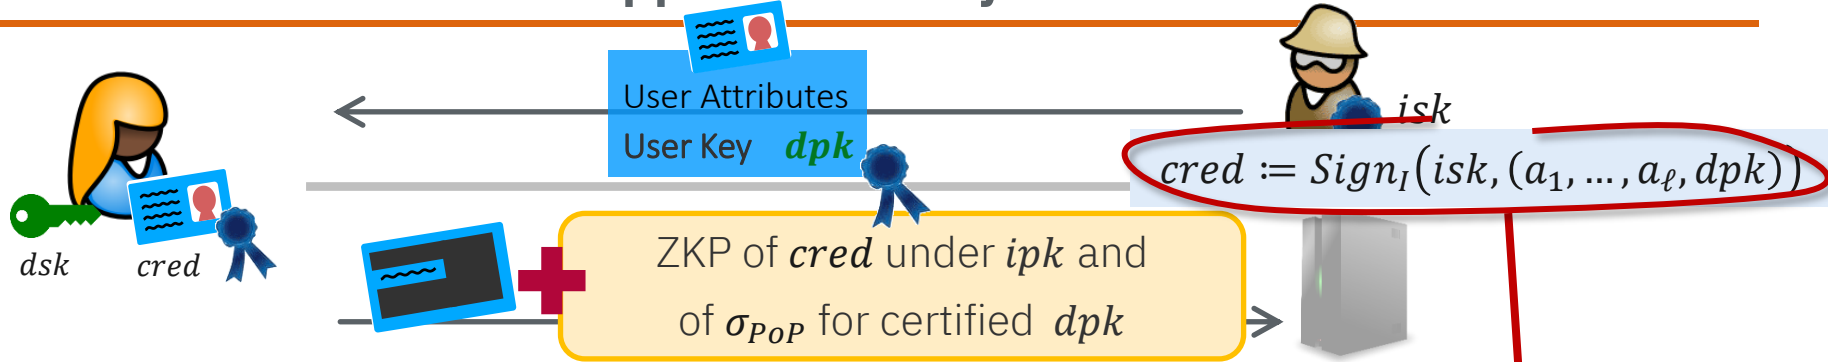 User Attributes
User Key dpk
isk
cred ≔ Sign_I(isk, (a_1, …, a_ℓ, dpk))
dsk
cred
ZKP of cred under ipk and
of σ_PoP for certified dpk